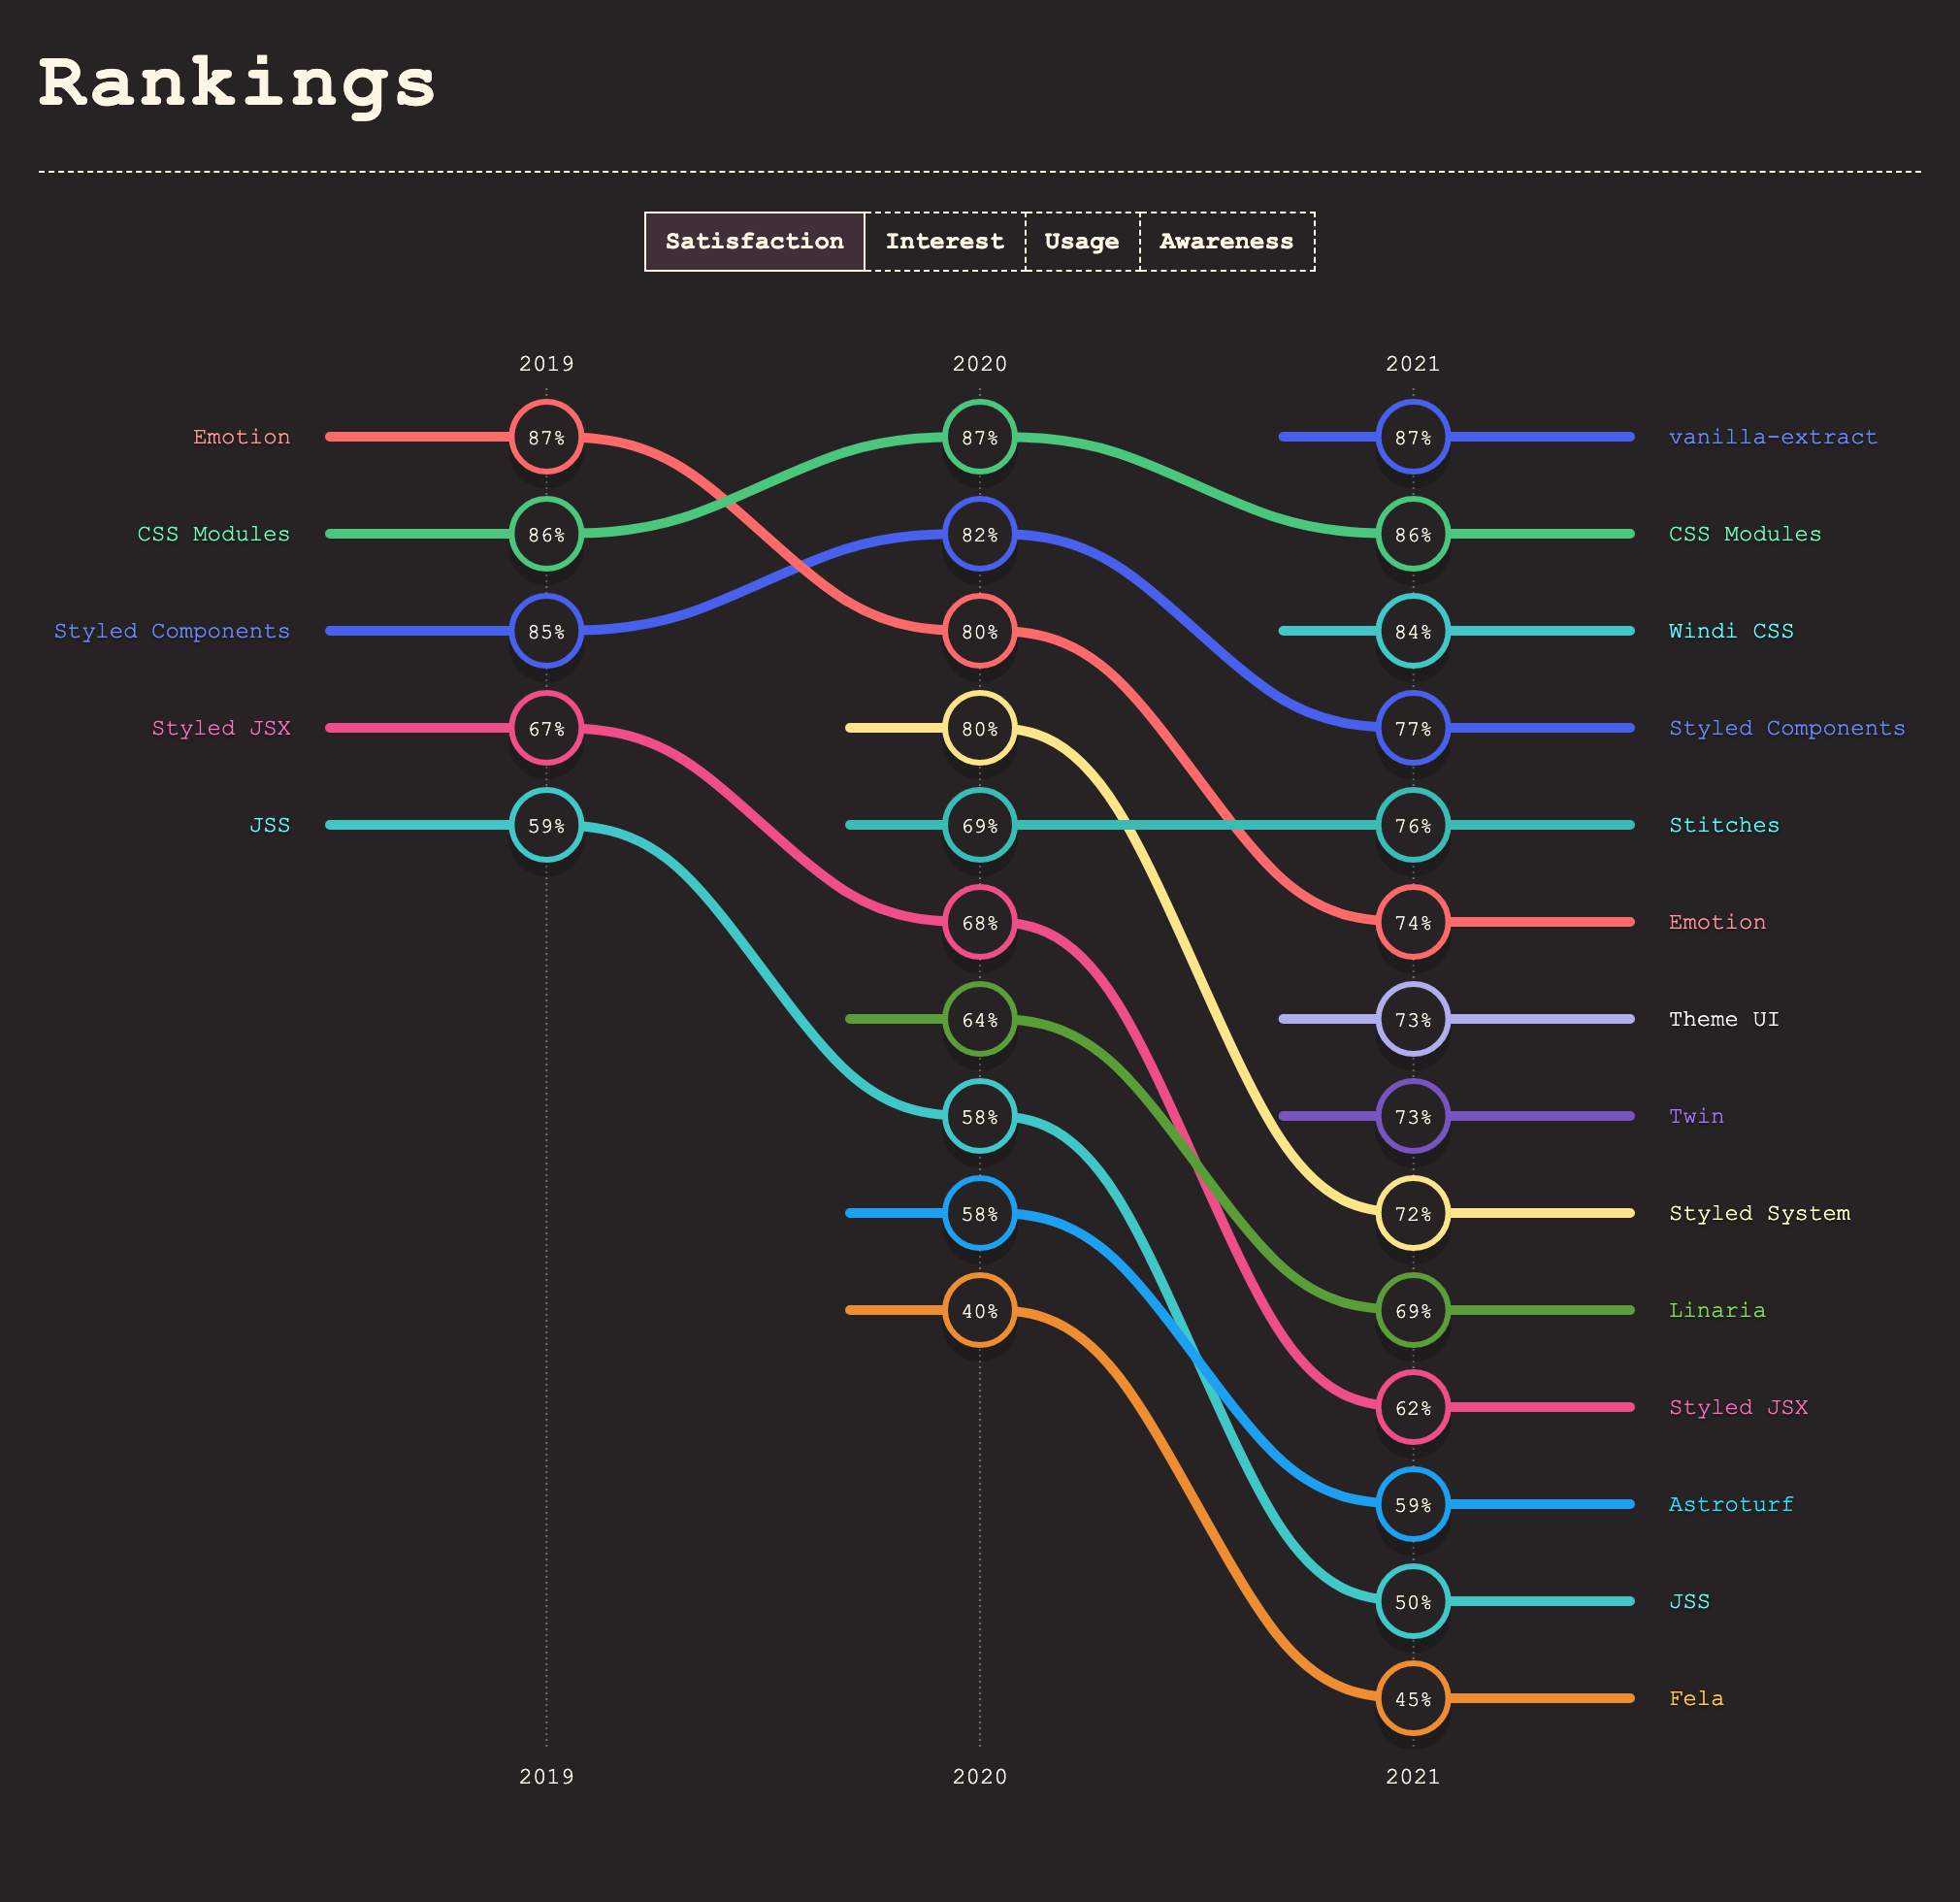 Rankings
Satisfaction Interest Usage Awareness
2019 2020 2021
Emotion 87% 87% 87% vanilla-extract
CSS Modules 86% 82% 86% CSS Modules
Styled Components 85% 80% 84% Windi CSS
Styled JSX 67% 80% 77% Styled Components
JSS 59% 69% 76% Stitches
68% 74% Emotion
64% 73% Theme UI
58% 73% Twin
58% 72% Styled System
40% 69% Linaria
62% Styled JSX
59% Astroturf
50% JSS
45% Fela
2019 2020 2021